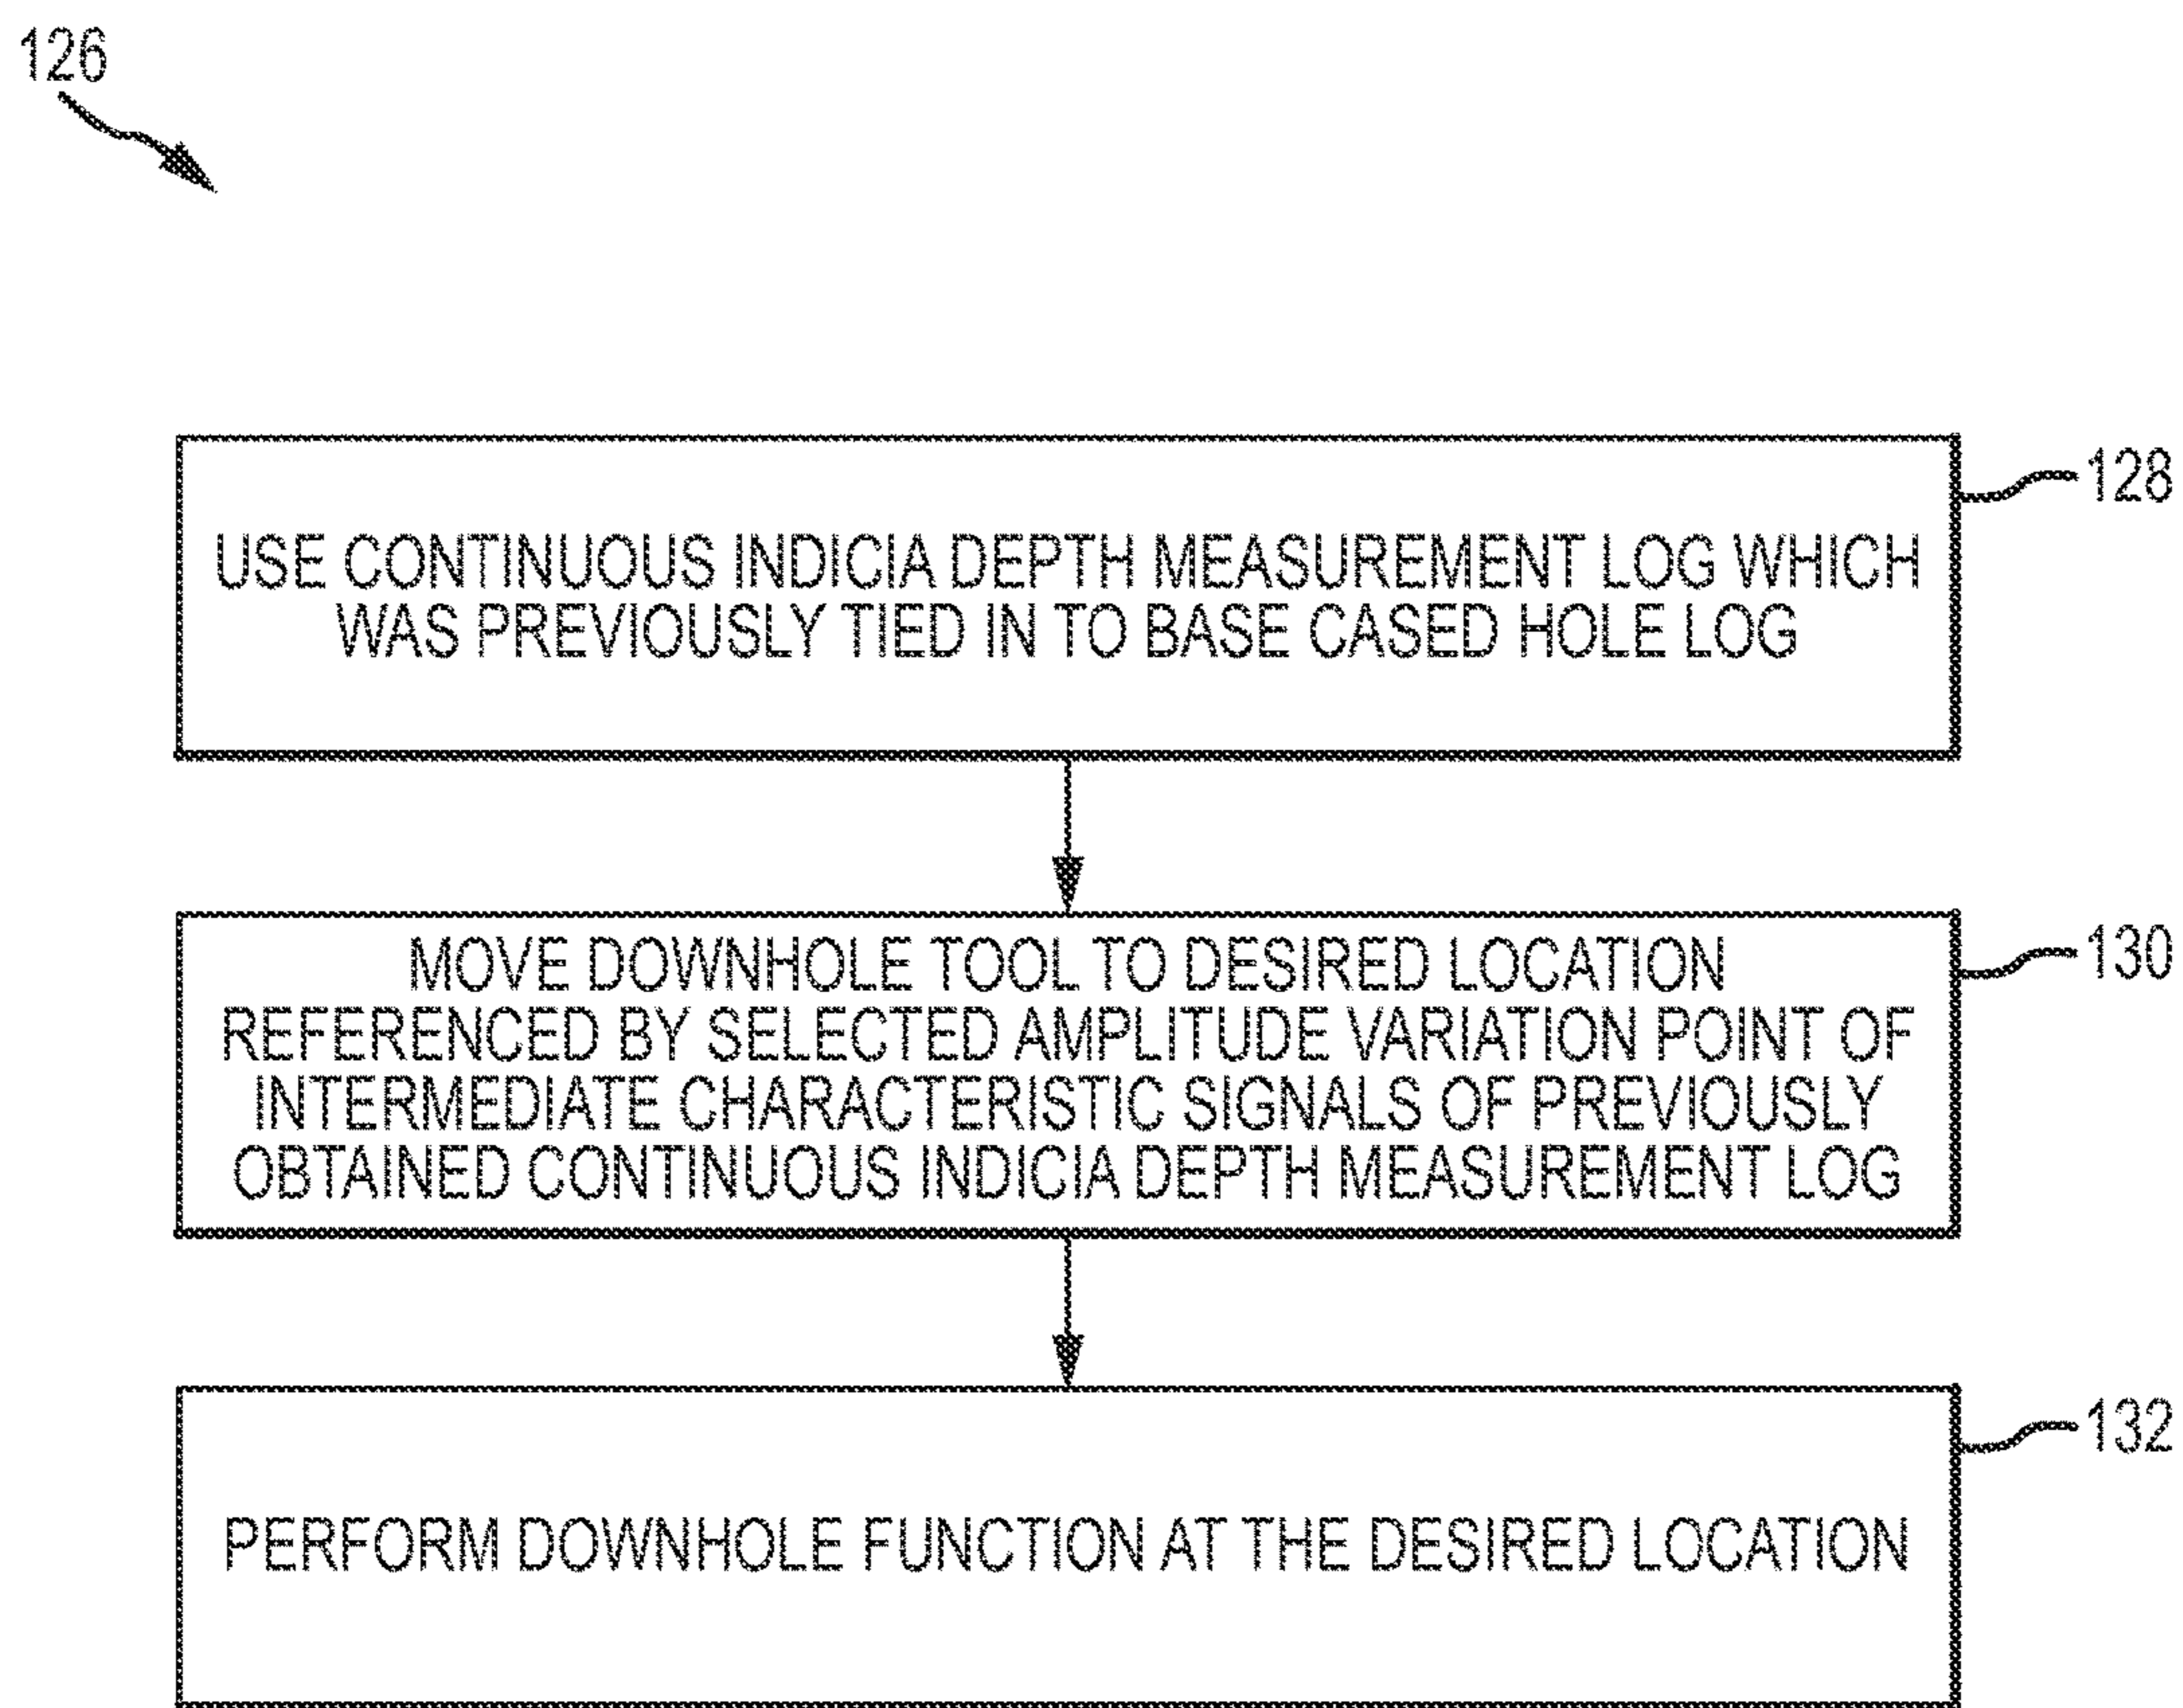 126
USE CONTINUOUS INDICIA DEPTH MEASUREMENT LOG WHICH
WAS PREVIOUSLY TIED IN TO BASE CASED HOLE LOG
128
MOVE DOWNHOLE TOOL TO DESIRED LOCATION
REFERENCED BY SELECTED AMPLITUDE VARIATION POINT OF
INTERMEDIATE CHARACTERISTIC SIGNALS OF PREVIOUSLY
OBTAINED CONTINUOUS INDICIA DEPTH MEASUREMENT LOG
130
PERFORM DOWNHOLE FUNCTION AT THE DESIRED LOCATION
132